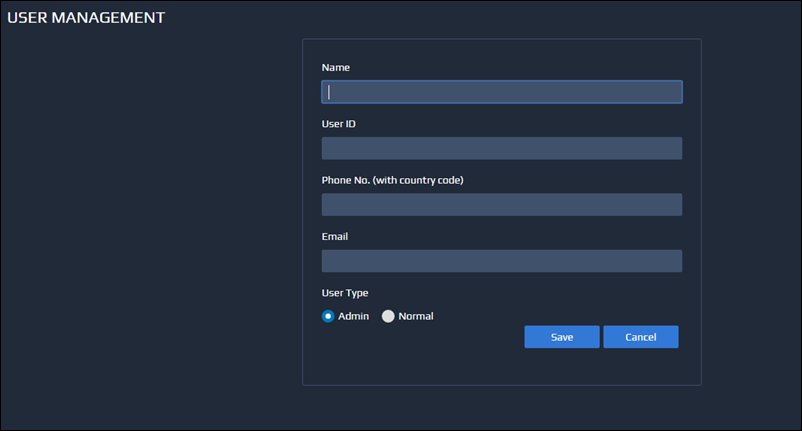 USER MANAGEMENT
Name
User ID
Phone No. (with country code)
Email
User Type
Admin Normal
Save Cancel